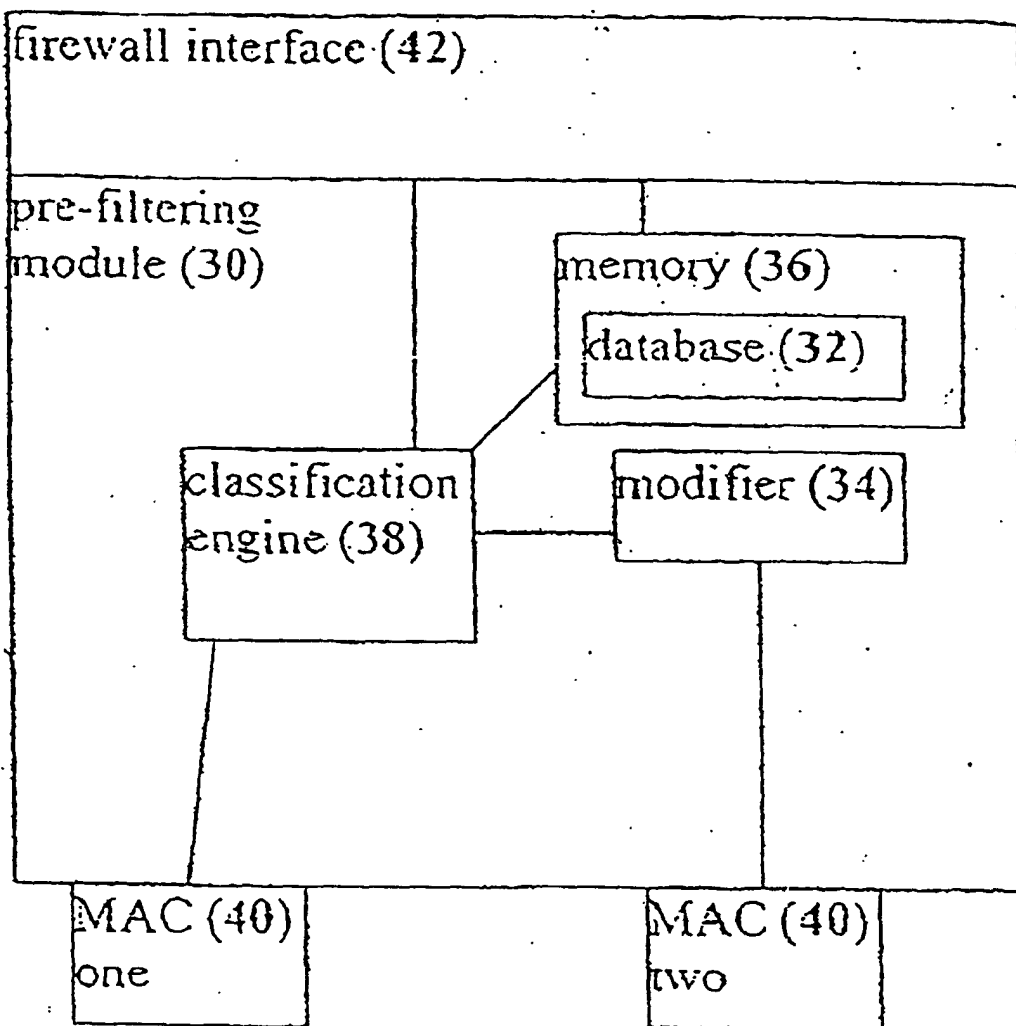 firewall interface (42)
pre-filtering
module (30)
memory (36)
database (32)
classification
engine (38)
modifier (34)
MAC (40)
one
MAC (40)
two